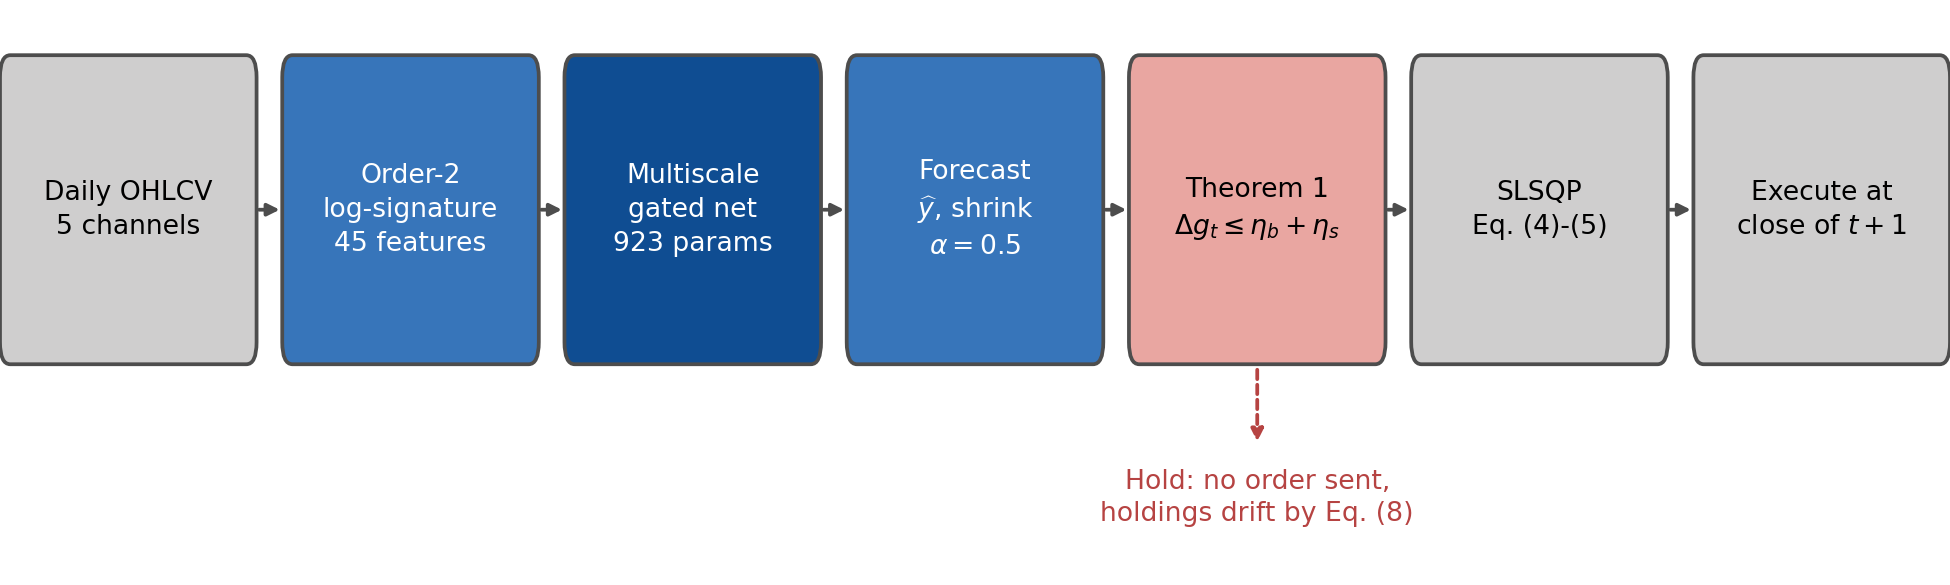 Daily OHLCV
5 channels
Order-2
log-signature
45 features
Multiscale
gated net
923 params
Forecast
ŷ, shrink
α = 0.5
Theorem 1
Δgₜ ≤ η_b + η_s
SLSQP
Eq. (4)-(5)
Execute at
close of t + 1
Hold: no order sent,
holdings drift by Eq. (8)